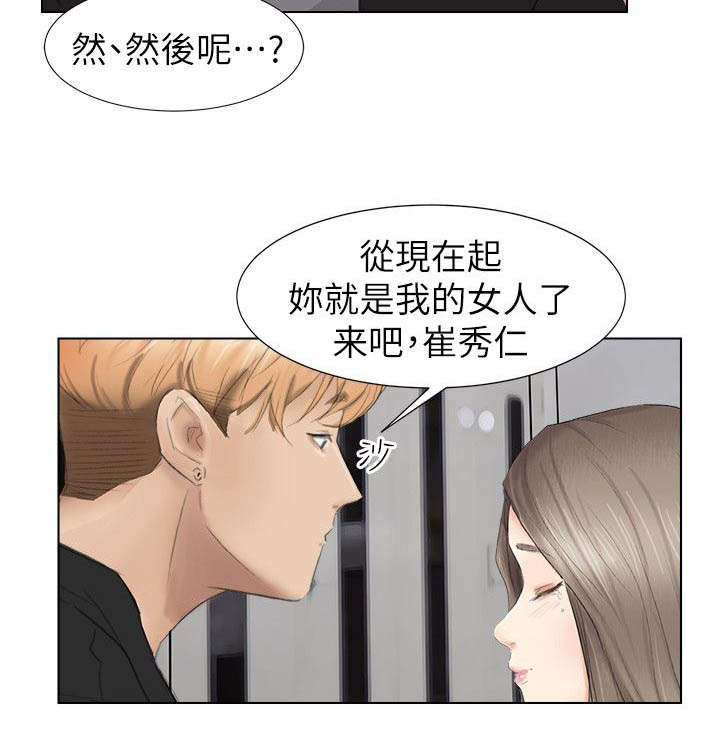 然、然後呢…?
從現在起
妳就是我的女人了
来吧,崔秀仁
沙